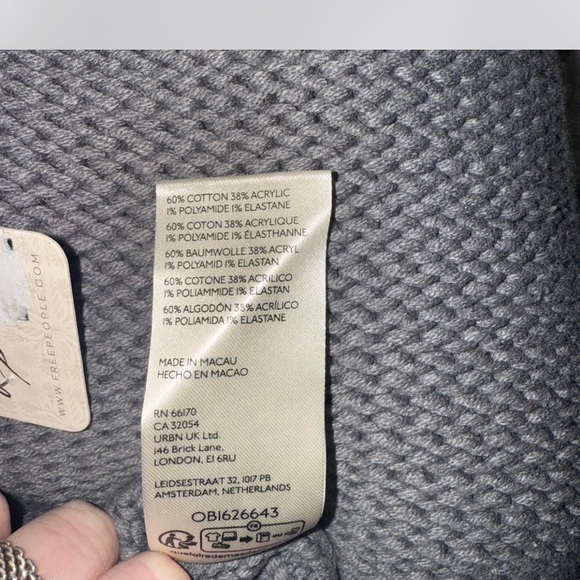 60% COTTON 38% ACRYLIC
1% POLYAMIDE 1% ELASTANE
60% COTON 38% ACRYLIQUE
1% POLYAMIDE 1% ÉLASTHANNE
60% BAUMWOLLE 38% ACRYL
1% POLYAMID 1% ELASTAN
60% COTONE 38% ACRILICO
1% POLIAMMIDE 1% ELASTAN
60% ALGODÓN 38% ACRÍLICO
1% POLIAMIDA 1% ELASTANE
MADE IN MACAU
HECHO EN MACAO
RN 66170
CA 32054
URBN UK Ltd.
146 Brick Lane,
LONDON, E1 6RU
LEIDSESTRAAT 32, 1017 PB
AMSTERDAM, NETHERLANDS
OB1626643
FR
WWW.FREEPEOPLE.COM